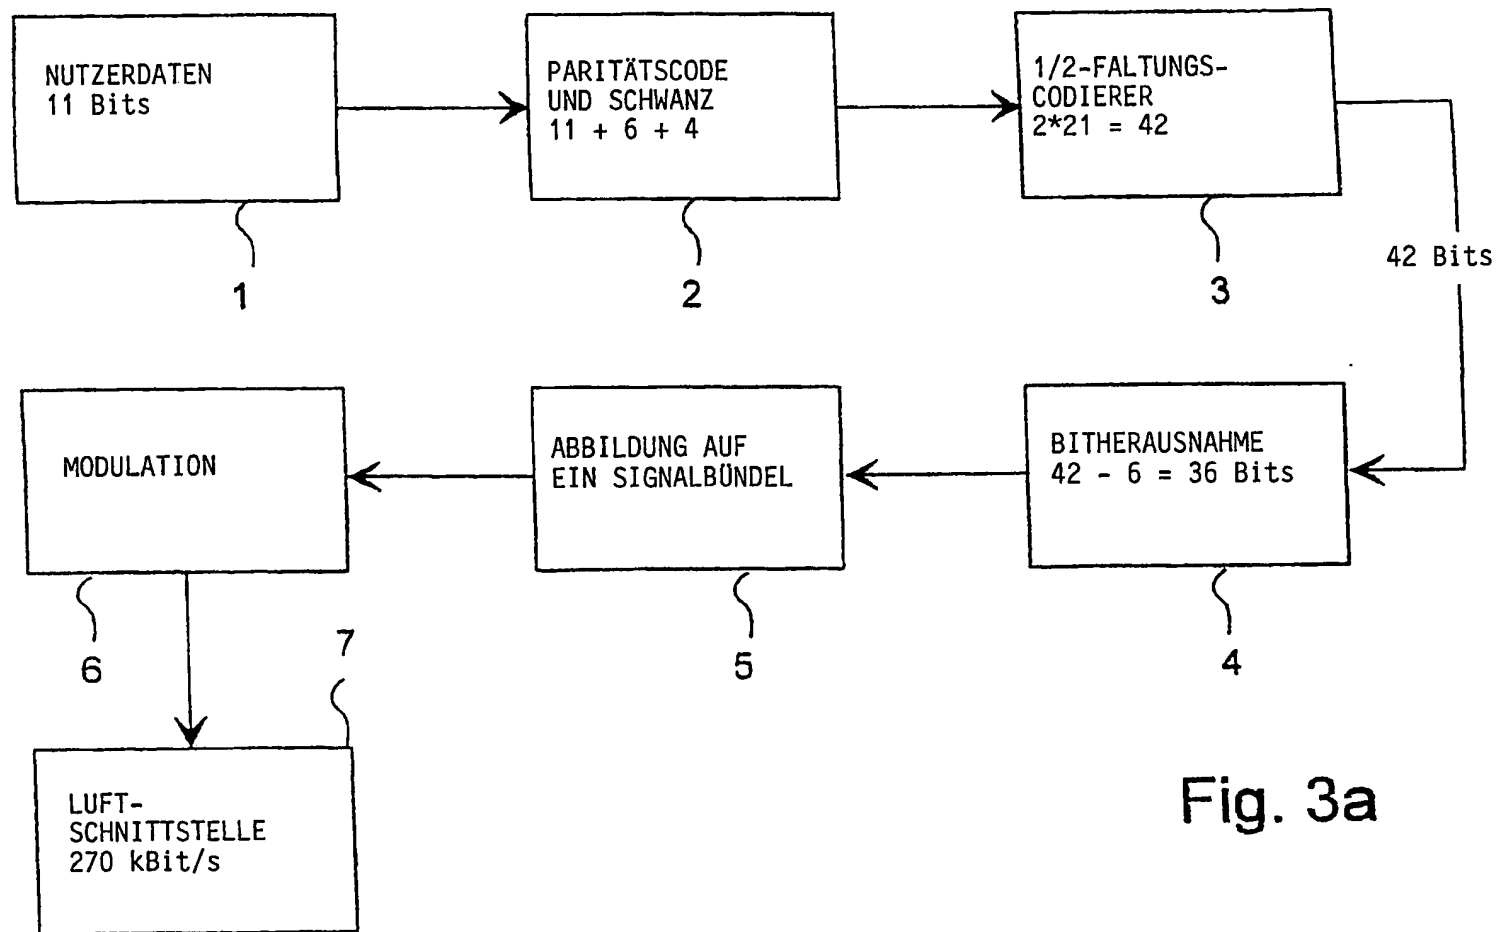 NUTZERDATEN
11 Bits
1
PARITÄTSCODE
UND SCHWANZ
11 + 6 + 4
2
1/2-FALTUNGS-
CODIERER
2*21 = 42
3
42 Bits
BITHERAUSNAHME
42 - 6 = 36 Bits
4
ABBILDUNG AUF
EIN SIGNALBÜNDEL
5
MODULATION
6
7
LUFT-
SCHNITTSTELLE
270 kBit/s
Fig. 3a